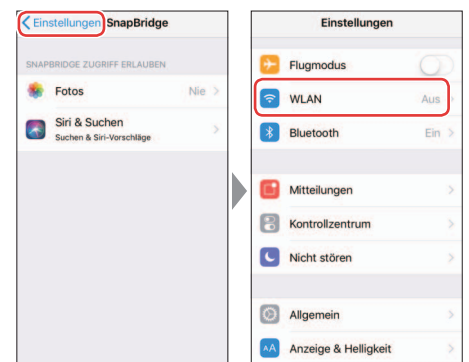 Einstellungen SnapBridge
SNAPBRIDGE ZUGRIFF ERLAUBEN
Fotos Nie
Siri & Suchen
Suchen & Siri-Vorschläge
Einstellungen
Flugmodus
WLAN Aus
Bluetooth Ein
Mitteilungen
Kontrollzentrum
Nicht stören
Allgemein
AA Anzeige & Helligkeit